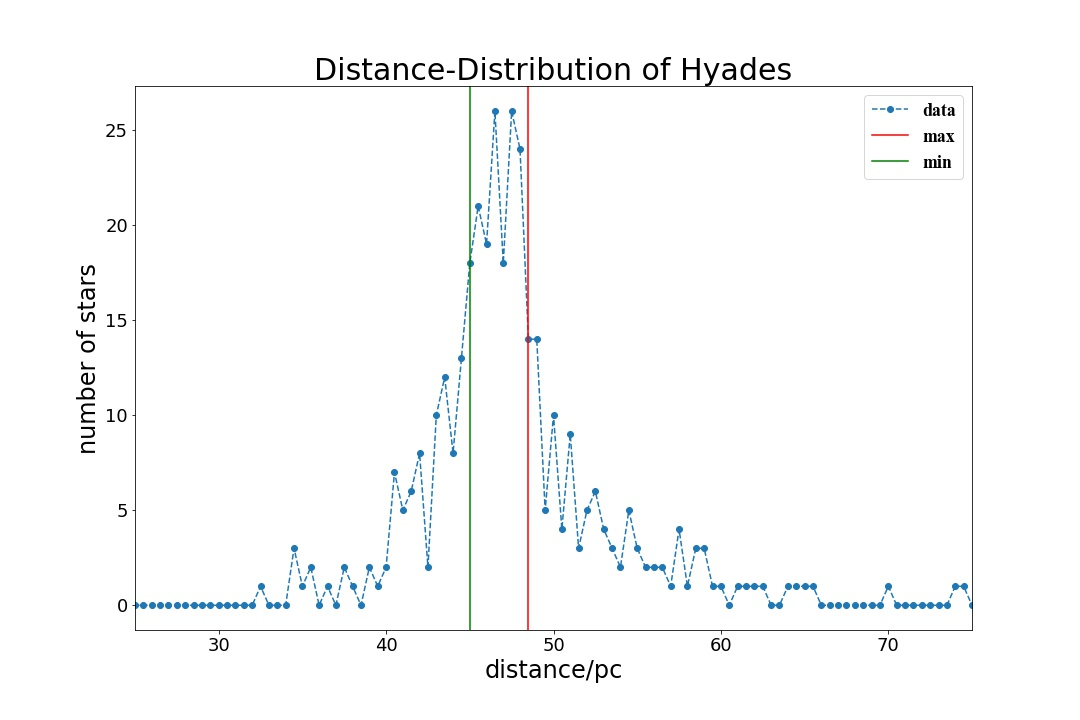 Distance-Distribution of Hyades
data
max
min
25
20
15
10
5
0
number of stars
30 40 50 60 70
distance/pc